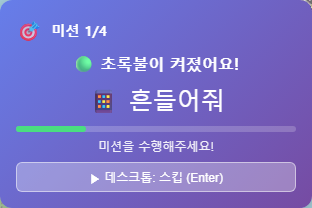 미션 1/4
초록불이 켜졌어요!
흔들어줘
미션을 수행해주세요!
▶ 데스크톱: 스킵 (Enter)